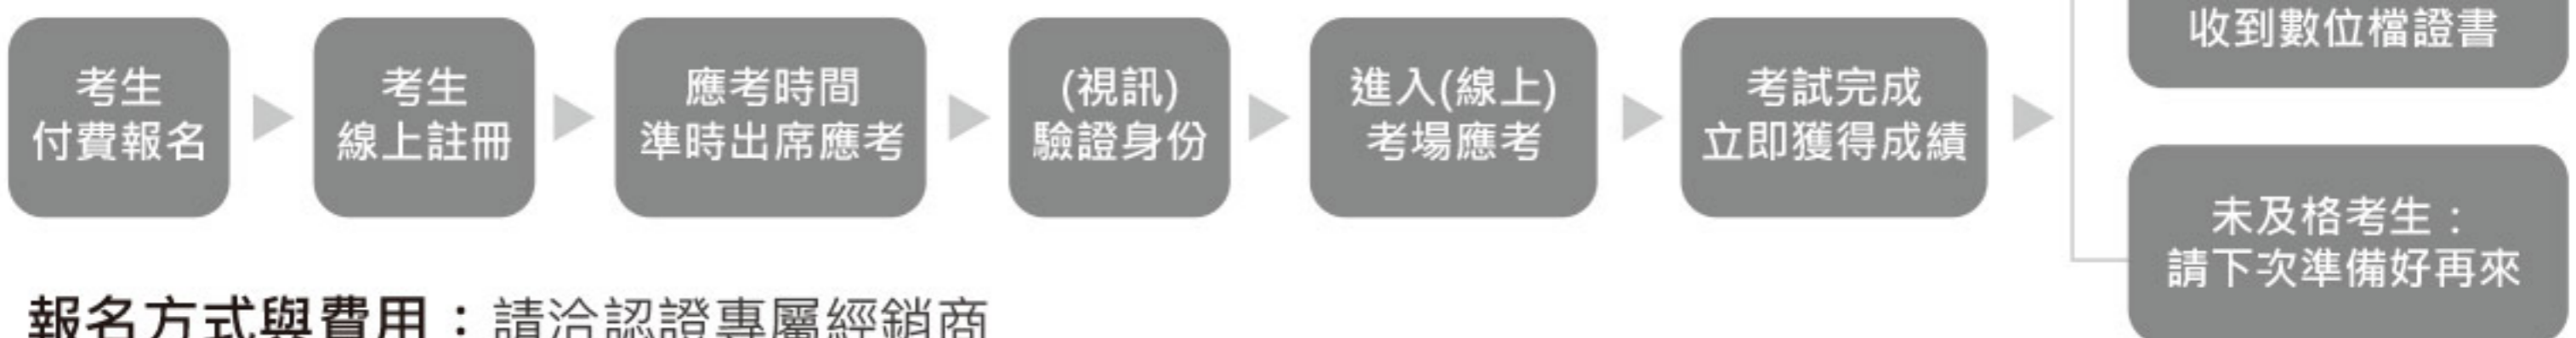 考生
付費報名
考生
線上註冊
應考時間
準時出席應考
(視訊)
驗證身份
進入(線上)
考場應考
考試完成
立即獲得成績
收到數位檔證書
未及格考生：
請下次準備好再來
報名方式與費用：請洽認證專屬經銷商